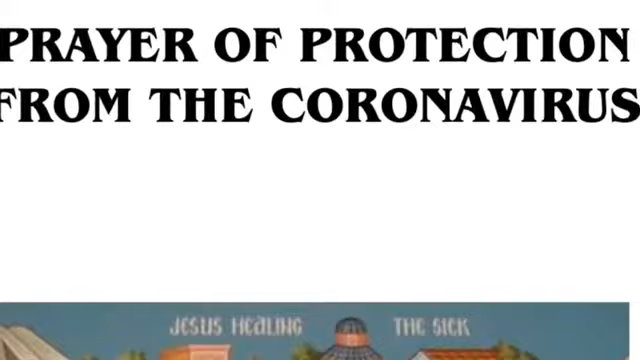 PRAYER OF PROTECTION
FROM THE CORONAVIRUS
JESUS HEALING THE SICK